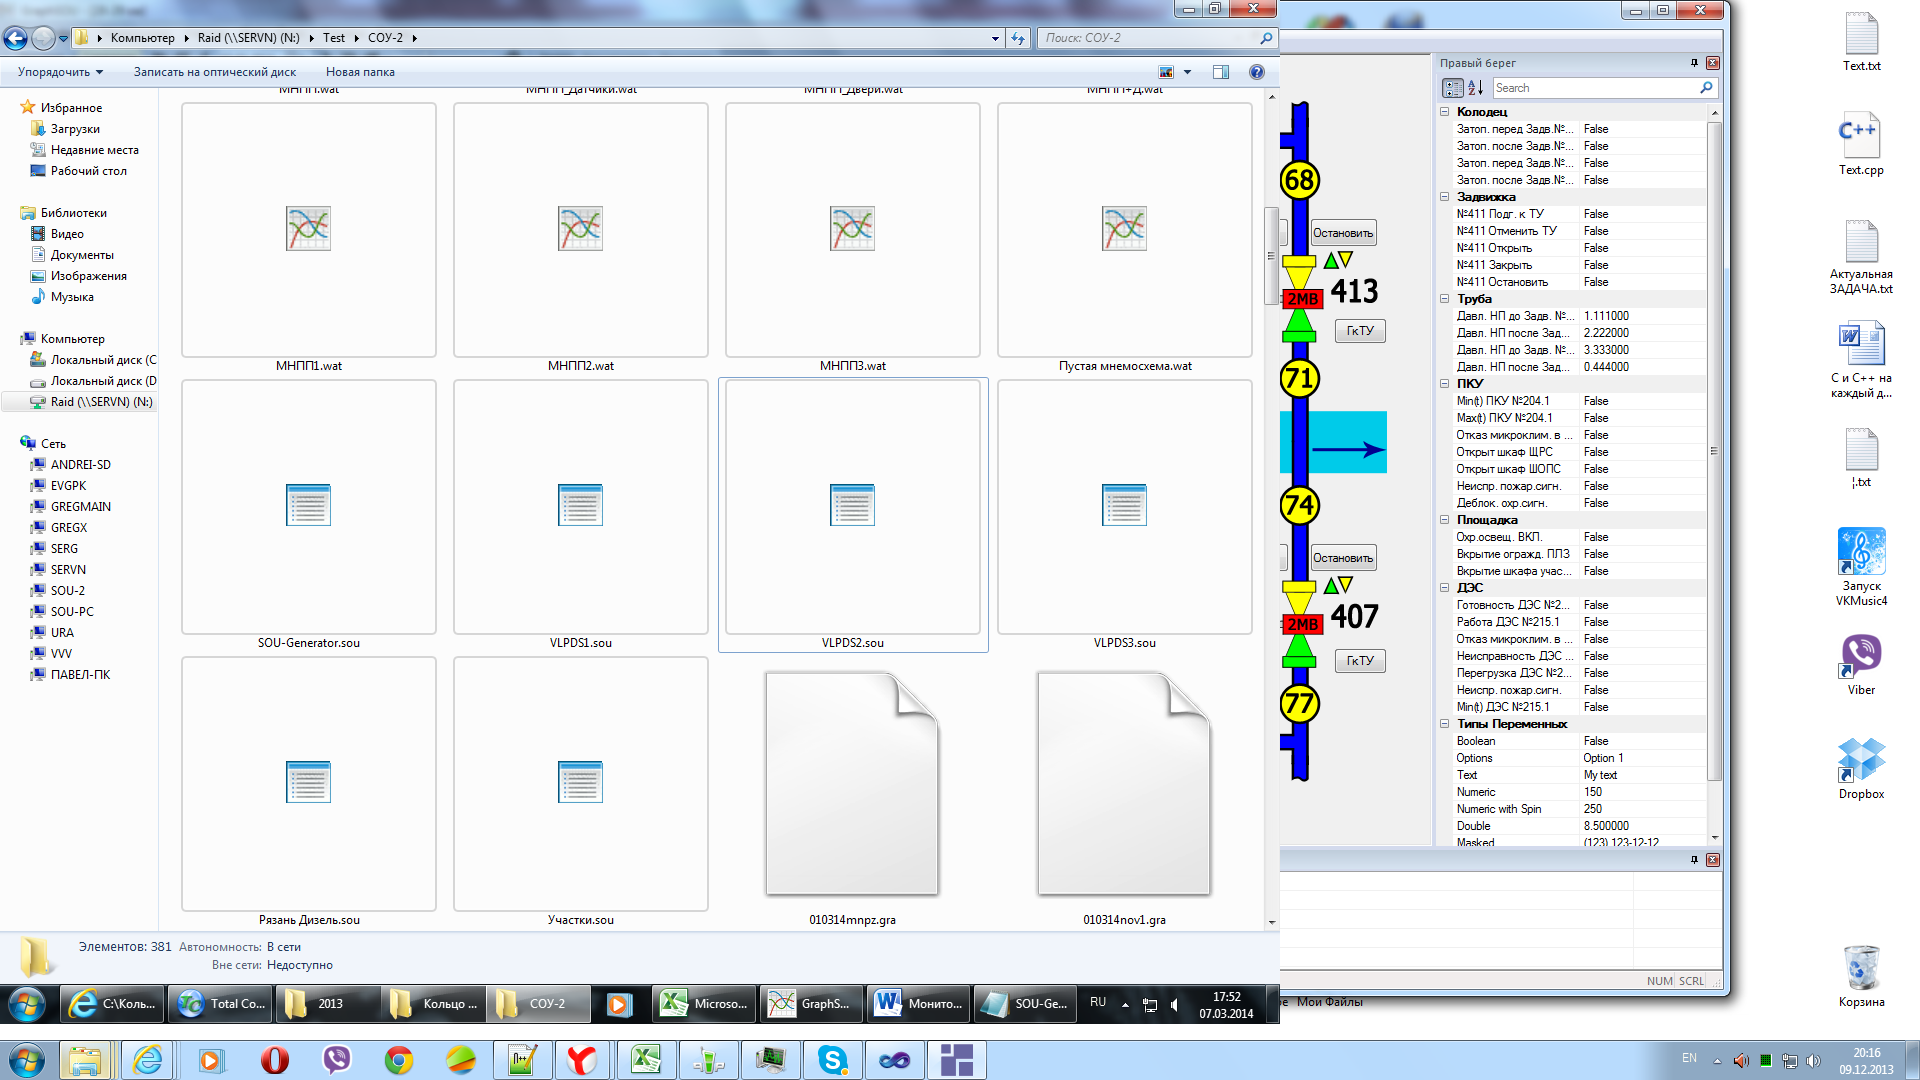 Компьютер Raid (\\SERVN) (N:) Test СОУ-2
Поиск: СОУ-2
Упорядочить Записать на оптический диск Новая папка
Избранное
Загрузки
Недавние места
Рабочий стол
Библиотеки
Видео
Документы
Изображения
Музыка
Компьютер
Локальный диск (C
Локальный диск (D
Raid (\\SERVN) (N:)
Сеть
ANDREI-SD
EVGPK
GREGMAIN
GREGX
SERG
SERVN
SOU-2
SOU-PC
URA
VVV
ПАВЕЛ-ПК
МНПП.wat МНПП_Датчики.wat МНПП_Двери.wat МНПП+Д.wat
МНПП1.wat МНПП2.wat МНПП3.wat Пустая мнемосхема.wat
SOU-Generator.sou VLPDS1.sou VLPDS2.sou VLPDS3.sou
Рязань Дизель.sou Участки.sou 010314mnpz.gra 010314nov1.gra
Элементов: 381 Автономность: В сети
Вне сети: Недоступно
68
Остановить
413
2МВ
ГкТУ
71
74
Остановить
407
2МВ
ГкТУ
77
Правый берег
Search
Колодец
Затоп. перед Задв.№... False
Затоп. после Задв.№... False
Затоп. перед Задв.№... False
Затоп. после Задв.№... False
Задвижка
№411 Подг. к ТУ False
№411 Отменить ТУ False
№411 Открыть False
№411 Закрыть False
№411 Остановить False
Труба
Давл. НП до Задв. №... 1.111000
Давл. НП после Зад... 2.222000
Давл. НП до Задв. №... 3.333000
Давл. НП после Зад... 0.444000
ПКУ
Min(t) ПКУ №204.1 False
Max(t) ПКУ №204.1 False
Отказ микроклим. в ... False
Открыт шкаф ЩРС False
Открыт шкаф ШОПС False
Неиспр. пожар.сигн. False
Деблок. охр.сигн. False
Площадка
Охр.освещ. ВКЛ. False
Вкрытие огражд. ПЛЗ False
Вкрытие шкафа учас... False
ДЭС
Готовность ДЭС №2... False
Работа ДЭС №215.1 False
Отказ микроклим. в ... False
Неисправность ДЭС ... False
Перегрузка ДЭС №2... False
Неиспр. пожар.сигн. False
Min(t) ДЭС №215.1 False
Типы Переменных
Boolean False
Options Option 1
Text My text
Numeric 150
Numeric with Spin 250
Double 8.500000
Masked (123) 123-12-12
NUM SCRL
Мои Файлы
Text.txt
C++
Text.cpp
Актуальная
ЗАДАЧА.txt
С и С++ на
каждый д...
¦.txt
Запуск
VKMusic4
Viber
Dropbox
Корзина
C:\Коль... Total Co... 2013 Кольцо ... СОУ-2 Microso... GraphS... Монито... SOU-Ge... RU 17:52
07.03.2014
EN 20:16
09.12.2013